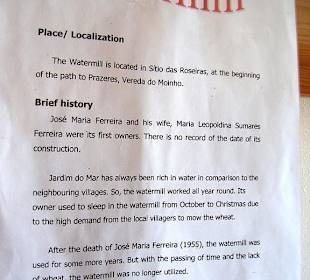 Place/ Localization
The Watermill is located in Sítio das Roseiras, at the beginning
of the path to Prazeres, Vereda do Moinho.
Brief history
José Maria Ferreira and his wife, Maria Leopoldina Sumares
Ferreira were its first owners. There is no record of the date of its
construction.
Jardim do Mar has always been rich in water in comparison to the
neighbouring villages. So, the watermill worked all year round. Its
owner used to sleep in the watermill from October to Christmas due
to the high demand from the local villagers to mow the wheat.
After the death of José Maria Ferreira (1955), the watermill was
used for some more years. But with the passing of time and the lack
of wheat, the watermill was no longer utilized.